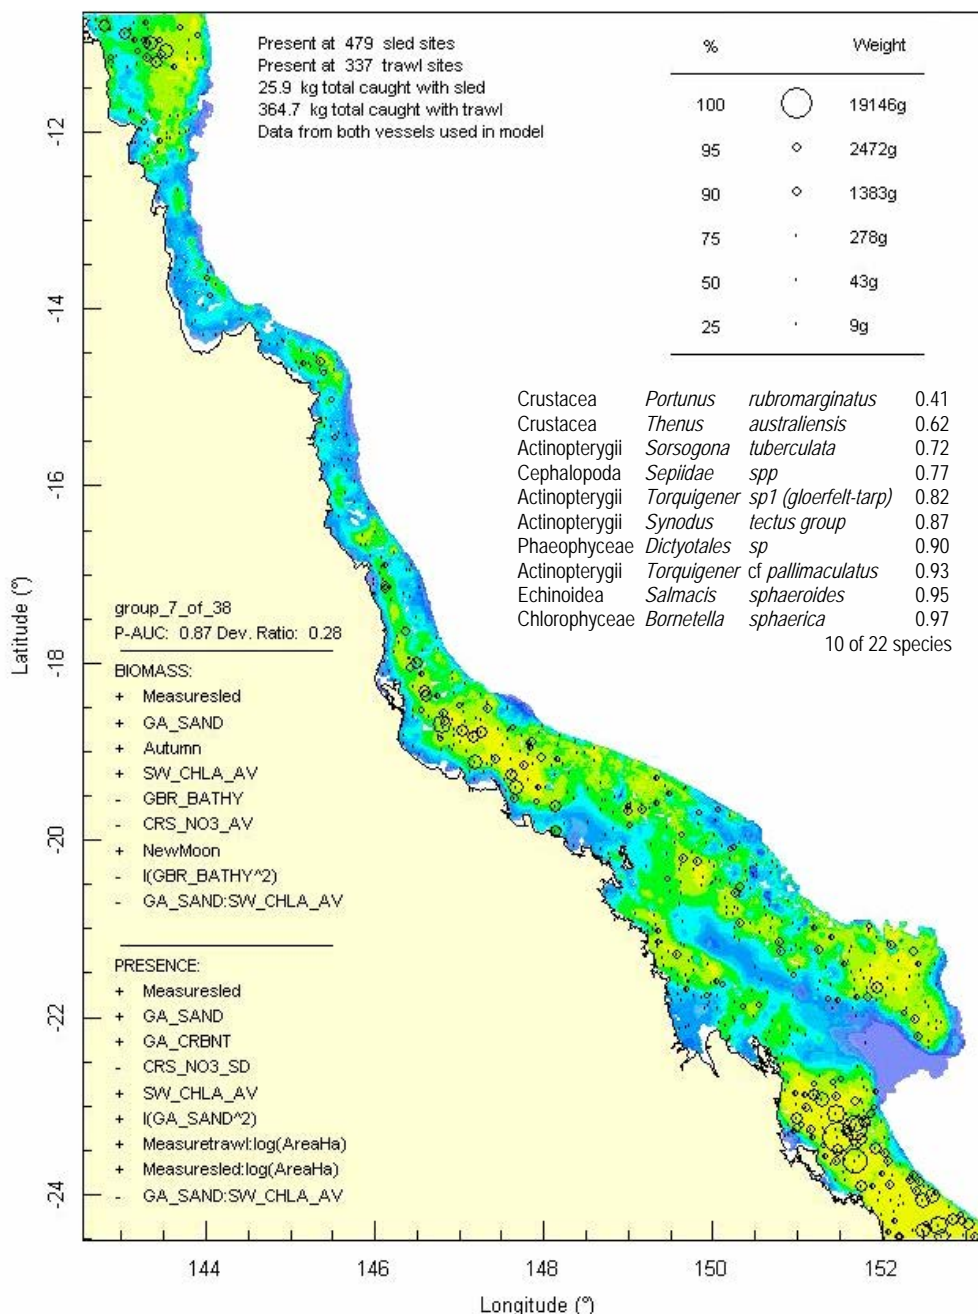 Present at 479 sled sites
Present at 337 trawl sites
25.9 kg total caught with sled
364.7 kg total caught with trawl
Data from both vessels used in model
% Weight
100 19146g
95 2472g
90 1383g
75 278g
50 43g
25 9g
Crustacea Portunus rubromarginatus 0.41
Crustacea Thenus australiensis 0.62
Actinopterygii Sorsogona tuberculata 0.72
Cephalopoda Sepiidae spp 0.77
Actinopterygii Torquigener sp1 (gloerfelt-tarp) 0.82
Actinopterygii Synodus tectus group 0.87
Phaeophyceae Dictyotales sp 0.90
Actinopterygii Torquigener cf pallimaculatus 0.93
Echinoidea Salmacis sphaeroides 0.95
Chlorophyceae Bornetella sphaerica 0.97
10 of 22 species
group_7_of_38
P-AUC: 0.87 Dev. Ratio: 0.28
BIOMASS:
+ Measuresled
+ GA_SAND
+ Autumn
+ SW_CHLA_AV
- GBR_BATHY
- CRS_NO3_AV
+ NewMoon
- I(GBR_BATHY^2)
- GA_SAND:SW_CHLA_AV
PRESENCE:
+ Measuresled
+ GA_SAND
+ GA_CRBNT
- CRS_NO3_SD
+ SW_CHLA_AV
+ I(GA_SAND^2)
+ Measuretrawl:log(AreaHa)
+ Measuresled:log(AreaHa)
- GA_SAND:SW_CHLA_AV
Latitude (°)
-12
-14
-16
-18
-20
-22
-24
144 146 148 150 152
Longitude (°)